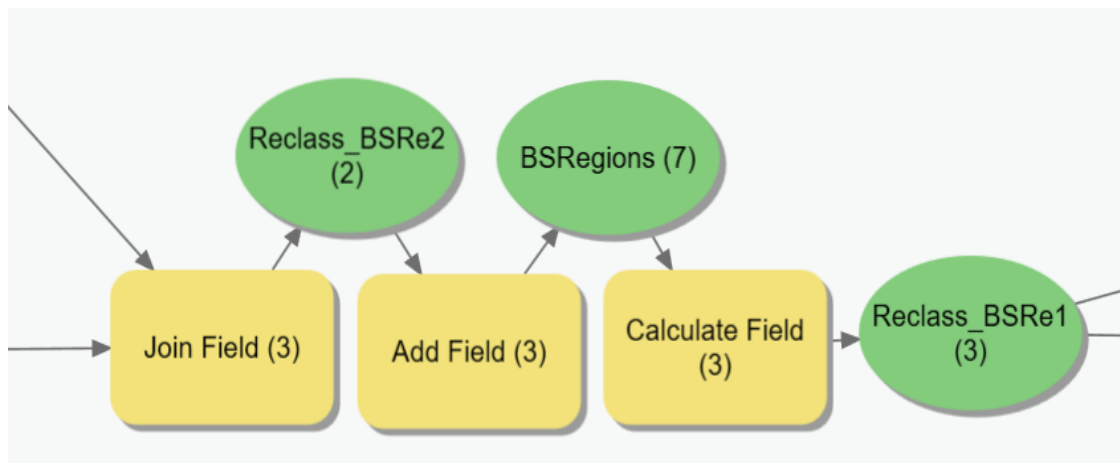 Reclass_BSRe2
(2)
BSRegions (7)
Join Field (3)
Add Field (3)
Calculate Field
(3)
Reclass_BSRe1
(3)